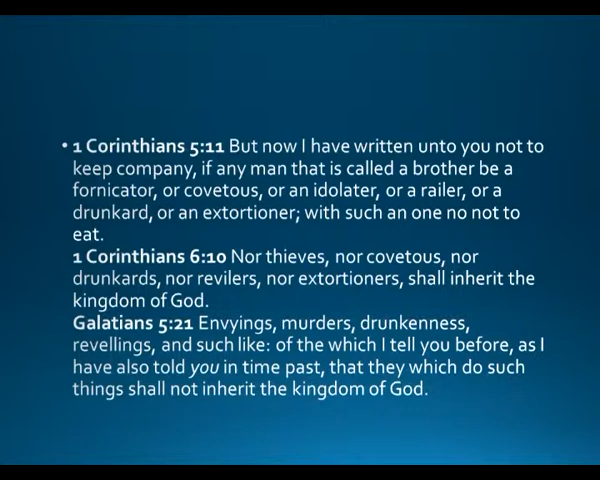 • 1 Corinthians 5:11 But now I have written unto you not to
keep company, if any man that is called a brother be a
fornicator, or covetous, or an idolater, or a railer, or a
drunkard, or an extortioner; with such an one no not to
eat.
1 Corinthians 6:10 Nor thieves, nor covetous, nor
drunkards, nor revilers, nor extortioners, shall inherit the
kingdom of God.
Galatians 5:21 Envyings, murders, drunkenness,
revellings, and such like: of the which I tell you before, as I
have also told you in time past, that they which do such
things shall not inherit the kingdom of God.